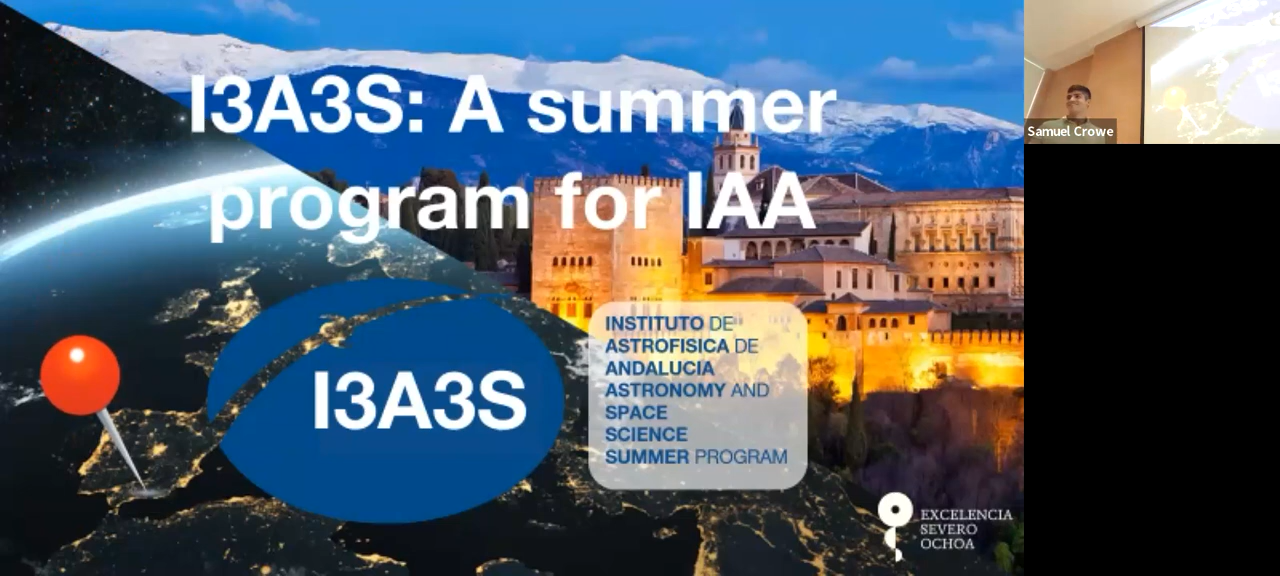 I3A3S: A summer
program for IAA
I3A3S
INSTITUTO DE
ASTROFISICA DE
ANDALUCIA
ASTRONOMY AND
SPACE
SCIENCE
SUMMER PROGRAM
EXCELENCIA
SEVERO
OCHOA
Samuel Crowe